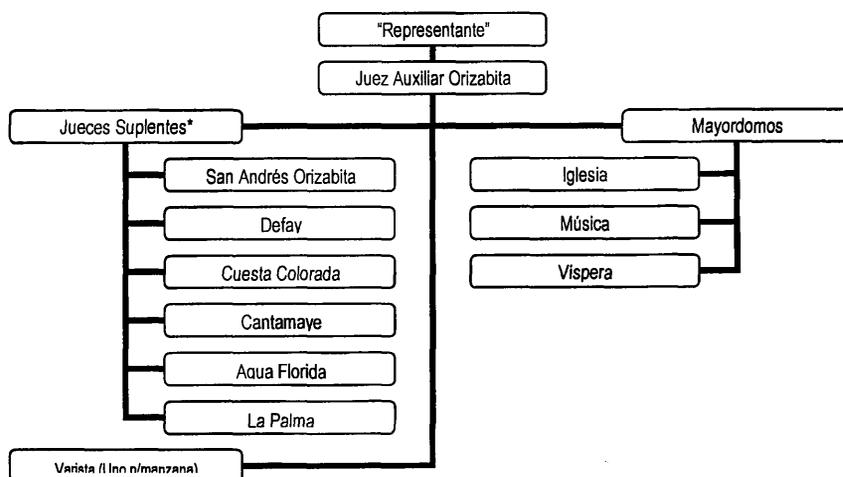 "Representante"
Juez Auxiliar Orizabita
Jueces Suplentes*
Mayordomos
San Andrés Orizabita
Defay
Cuesta Colorada
Cantamaye
Agua Florida
La Palma
Iglesia
Música
Víspera
Varista (Uno p/manzana)